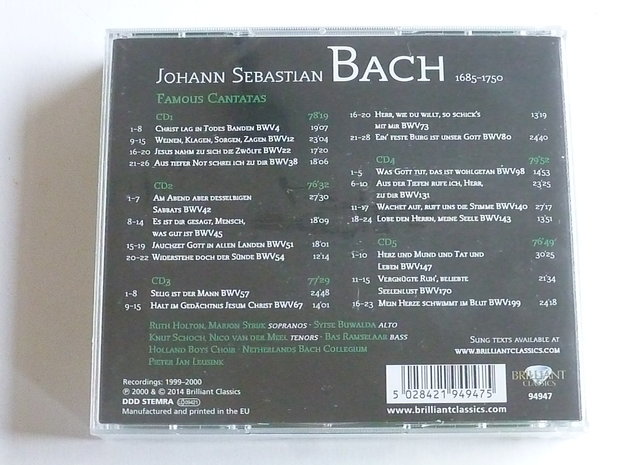 Johann Sebastian Bach 1685-1750
Famous Cantatas
CD1 78'19
1-8 Christ lag in Todes Banden BWV4 19'07
9-15 Weinen, Klagen, Sorgen, Zagen BWV12 23'04
16-20 Jesus nahm zu sich die Zwölfe BWV22 17'20
21-26 Aus tiefer Not schrei ich zu dir BWV38 18'06
CD2 76'32
1-7 Am Abend aber desselbigen
Sabbats BWV42 27'30
8-14 Es ist dir gesagt, Mensch,
was gut ist BWV45 18'09
15-19 Jauchzet Gott in allen Landen BWV51 18'01
20-22 Widerstehe doch der Sünde BWV54 12'14
CD3 77'29
1-8 Selig ist der Mann BWV57 24'48
9-15 Halt im Gedächtnis Jesum Christ BWV67 14'01
16-20 Herr, wie du willt, so schick's
mit mir BWV73 13'19
21-28 Ein' feste Burg ist unser Gott BWV80 24'40
CD4 79'52
1-5 Was Gott tut, das ist wohlgetan BWV98 14'53
6-10 Aus der Tiefen rufe ich, Herr,
zu dir BWV131 23'25
11-17 Wachet auf, ruft uns die Stimme BWV140 27'17
18-24 Lobe den Herren, meine Seele BWV143 13'51
CD5 76'49'
1-10 Herz und Mund und Tat und
Leben BWV147 30'25
11-15 Vergnügte Ruh', beliebte
Seelenlust BWV170 21'34
16-23 Mein Herze schwimmt im Blut BWV199 24'18
Ruth Holton, Marjon Strijk sopranos · Sytse Buwalda alto
Knut Schoch, Nico van der Meel tenors · Bas Ramselaar bass
Holland Boys Choir · Netherlands Bach Collegium
Pieter Jan Leusink
Sung texts available at
www.brilliantclassics.com
Recordings: 1999-2000
℗ 2000 & © 2014 Brilliant Classics
DDD STEMRA
Manufactured and printed in the EU
5 028421 949475
www.brilliantclassics.com
BRILLIANT
CLASSICS
94947